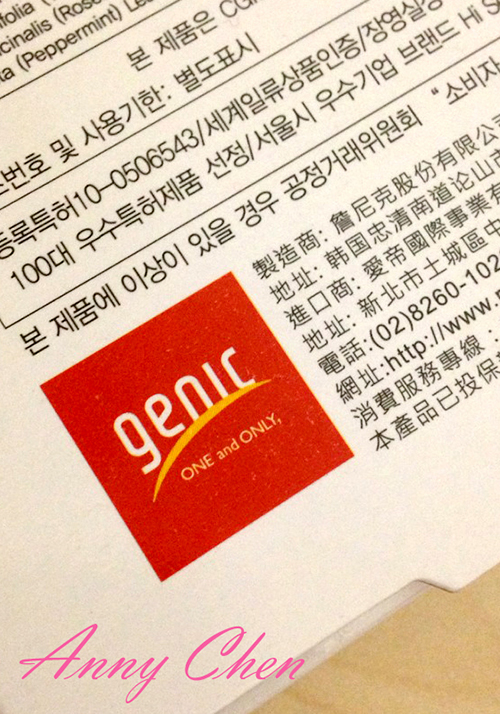 (Peppermint) Leaf
본 제품은
번호 및 사용기한: 별도표시
등록특허10-0506543/세계일류상품인증/장영실
100대 우수특허제품 선정/서울시 우수기업 브랜드 Hi
본 제품에 이상이 있을 경우 공정거래위원회 "소비자
製造商: 詹尼克股份有限公
地址: 韩国忠清南道论山
進口商: 愛帝國際事業
地址: 新北市土城區中
電話:(02)8260-102
網址:http://www.
消費服務專線:
本產品已投保
genic
ONE and ONLY,
Anny Chen